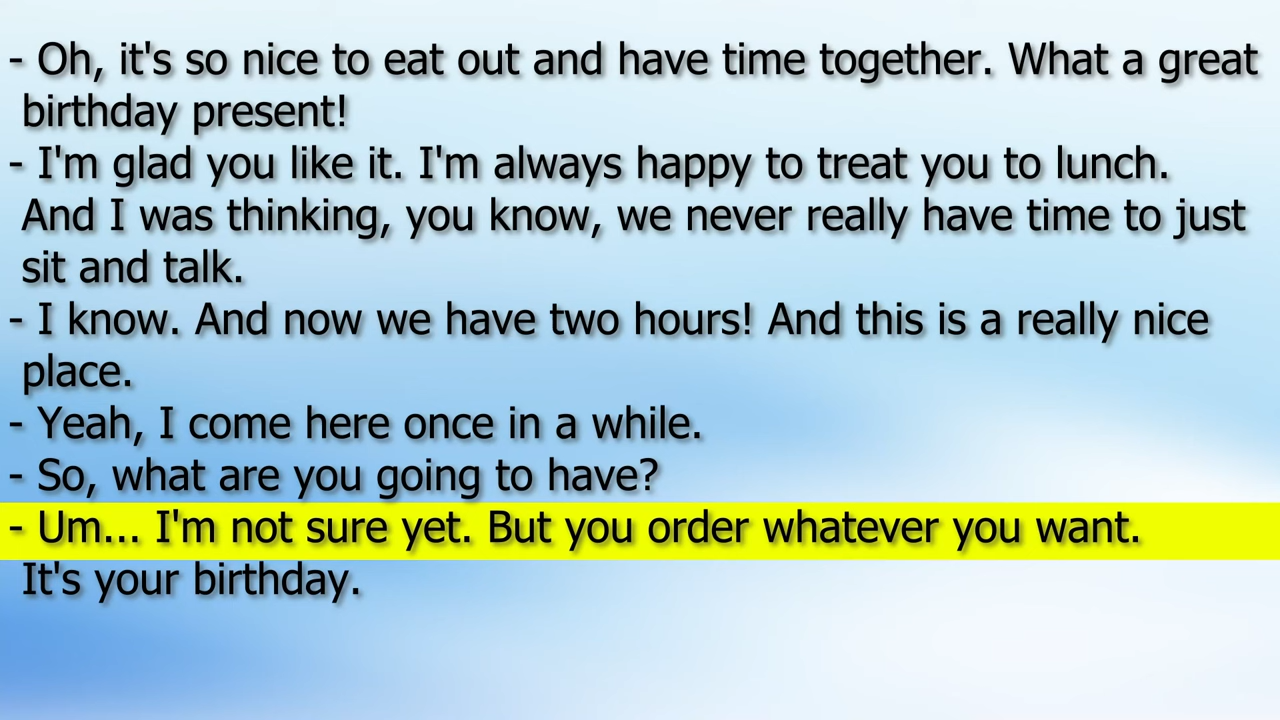 - Oh, it's so nice to eat out and have time together. What a great
birthday present!
- I'm glad you like it. I'm always happy to treat you to lunch.
And I was thinking, you know, we never really have time to just
sit and talk.
- I know. And now we have two hours! And this is a really nice
place.
- Yeah, I come here once in a while.
- So, what are you going to have?
- Um... I'm not sure yet. But you order whatever you want.
It's your birthday.